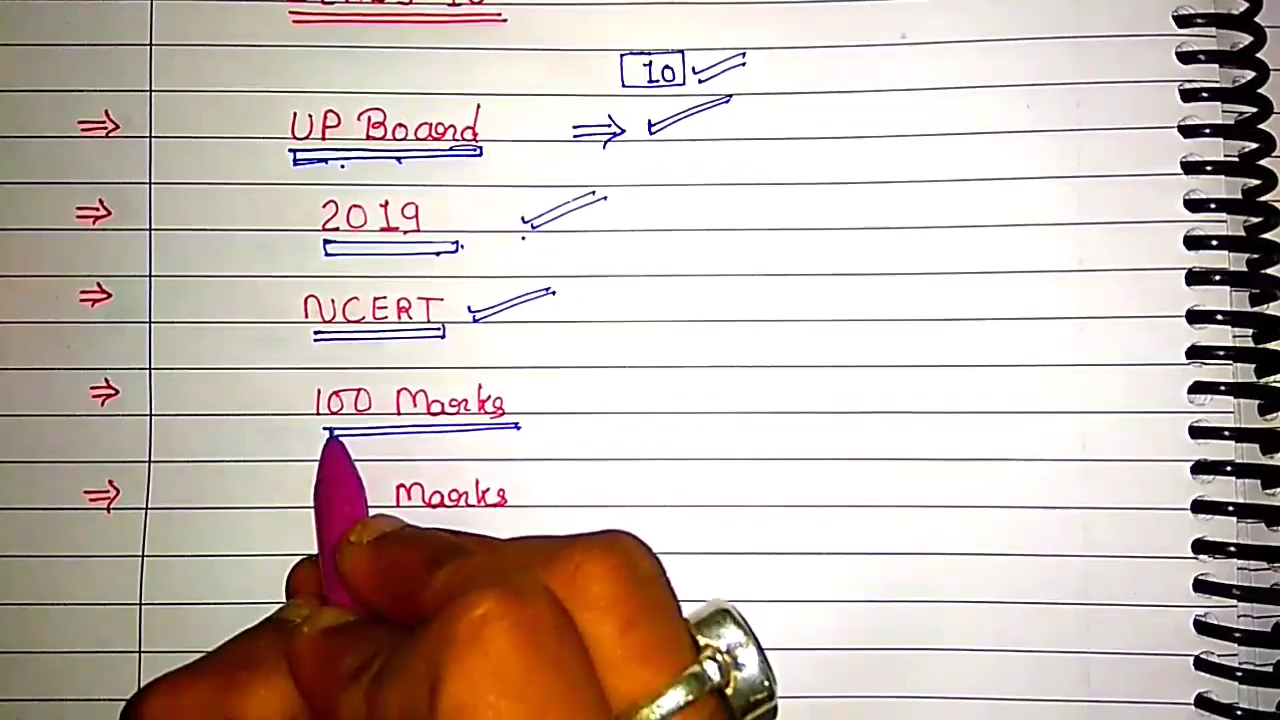 10
⇒ UP Board ⇒
⇒ 2019
⇒ NCERT
⇒ 100 Marks
⇒ Marks